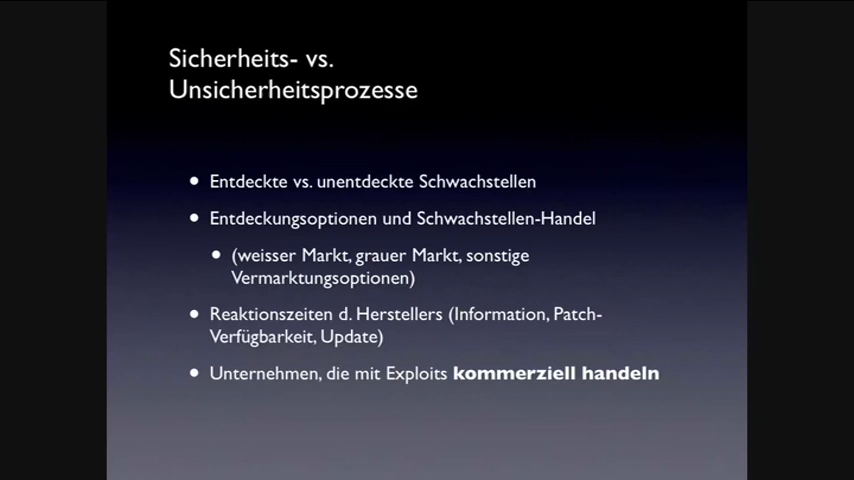 Sicherheits- vs.
Unsicherheitsprozesse
• Entdeckte vs. unentdeckte Schwachstellen
• Entdeckungsoptionen und Schwachstellen-Handel
• (weisser Markt, grauer Markt, sonstige
Vermarktungsoptionen)
• Reaktionszeiten d. Herstellers (Information, Patch-
Verfügbarkeit, Update)
• Unternehmen, die mit Exploits kommerziell handeln